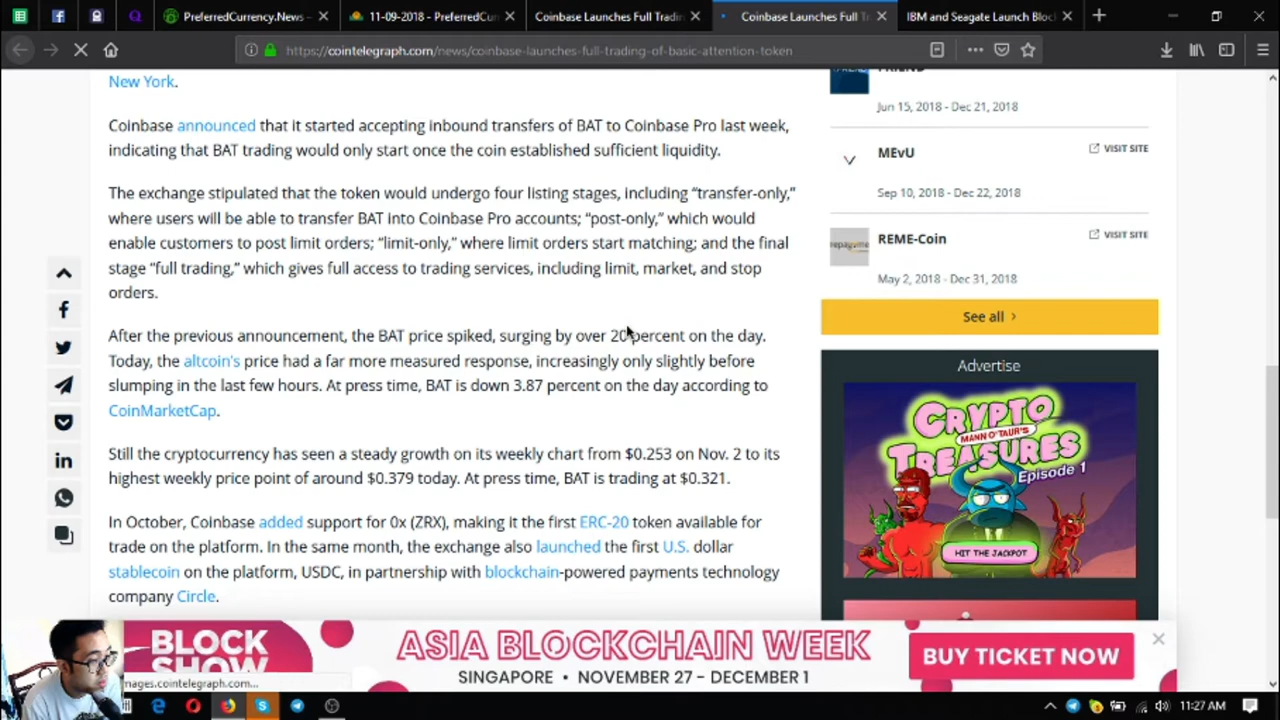 PreferredCurrency.News -
11-09-2018 - PreferredCu
Coinbase Launches Full Tradin
Coinbase Launches Full T
IBM and Seagate Launch Bloc
https://cointelegraph.com/news/coinbase-launches-full-trading-of-basic-attention-token
New York.
Coinbase announced that it started accepting inbound transfers of BAT to Coinbase Pro last week,
indicating that BAT trading would only start once the coin established sufficient liquidity.
The exchange stipulated that the token would undergo four listing stages, including “transfer-only,”
where users will be able to transfer BAT into Coinbase Pro accounts; “post-only,” which would
enable customers to post limit orders; “limit-only,” where limit orders start matching; and the final
stage “full trading,” which gives full access to trading services, including limit, market, and stop
orders.
After the previous announcement, the BAT price spiked, surging by over 20 percent on the day.
Today, the altcoin's price had a far more measured response, increasingly only slightly before
slumping in the last few hours. At press time, BAT is down 3.87 percent on the day according to
CoinMarketCap.
Still the cryptocurrency has seen a steady growth on its weekly chart from $0.253 on Nov. 2 to its
highest weekly price point of around $0.379 today. At press time, BAT is trading at $0.321.
In October, Coinbase added support for 0x (ZRX), making it the first ERC-20 token available for
trade on the platform. In the same month, the exchange also launched the first U.S. dollar
stablecoin on the platform, USDC, in partnership with blockchain-powered payments technology
company Circle.
Jun 15, 2018 - Dec 21, 2018
MEvU
VISIT SITE
Sep 10, 2018 - Dec 22, 2018
REME-Coin
VISIT SITE
May 2, 2018 - Dec 31, 2018
See all
Advertise
CRYPTO
MANN O'TAUR'S
TREASURES
Episode 1
HIT THE JACKPOT
BLOCK
SHOW
ASIA BLOCKCHAIN WEEK
SINGAPORE • NOVEMBER 27 - DECEMBER 1
BUY TICKET NOW
mages.cointelegraph.com...
11:27 AM